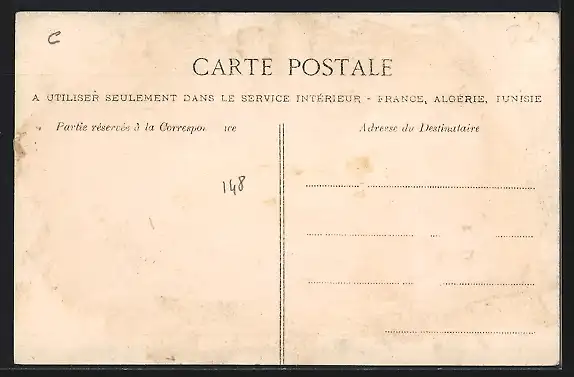 C
CARTE POSTALE
A UTILISER SEULEMENT DANS LE SERVICE INTÉRIEUR - FRANCE, ALGÉRIE, TUNISIE
Partie réservée à la Correspo   ce
Adresse du Destinataire
148